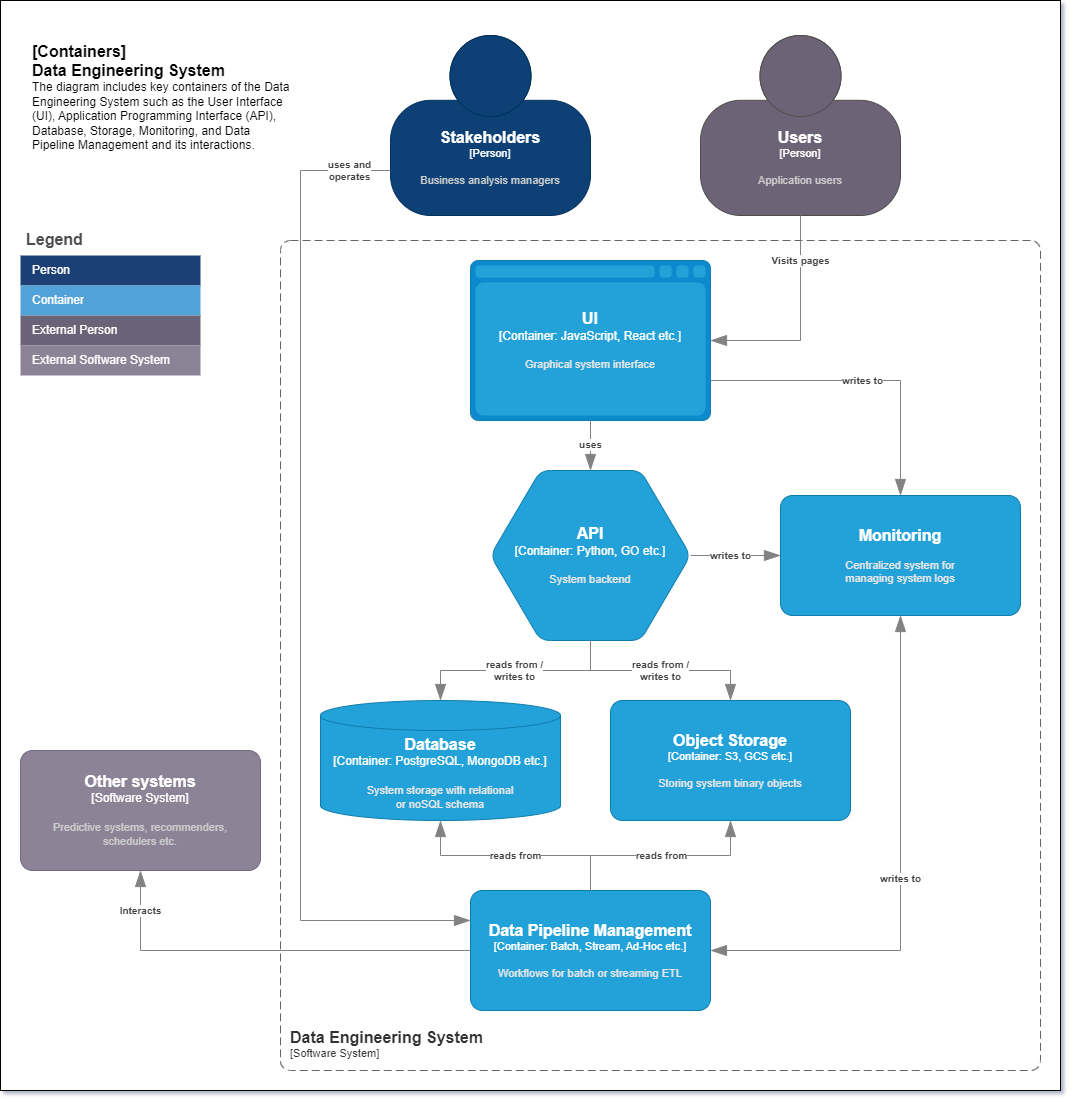 [Containers]
Data Engineering System
The diagram includes key containers of the Data
Engineering System such as the User Interface
(UI), Application Programming Interface (API),
Database, Storage, Monitoring, and Data
Pipeline Management and its interactions.
Stakeholders
[Person]
Business analysis managers
Users
[Person]
Application users
uses and
operates
Legend
Person
Container
External Person
External Software System
Visits pages
UI
[Container: JavaScript, React etc.]
Graphical system interface
writes to
uses
API
[Container: Python, GO etc.]
System backend
writes to
Monitoring
Centralized system for
managing system logs
reads from /
writes to
reads from /
writes to
Database
[Container: PostgreSQL, MongoDB etc.]
System storage with relational
or noSQL schema
Object Storage
[Container: S3, GCS etc.]
Storing system binary objects
Other systems
[Software System]
Predictive systems, recommenders,
schedulers etc.
reads from
reads from
writes to
Interacts
Data Pipeline Management
[Container: Batch, Stream, Ad-Hoc etc.]
Workflows for batch or streaming ETL
Data Engineering System
[Software System]